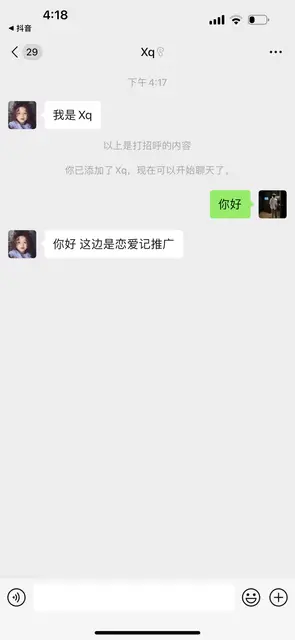 4:18
抖音
29
Xq
下午4:17
我是 Xq
以上是打招呼的内容
你已添加了Xq，现在可以开始聊天了。
你好
你好 这边是恋爱记推广